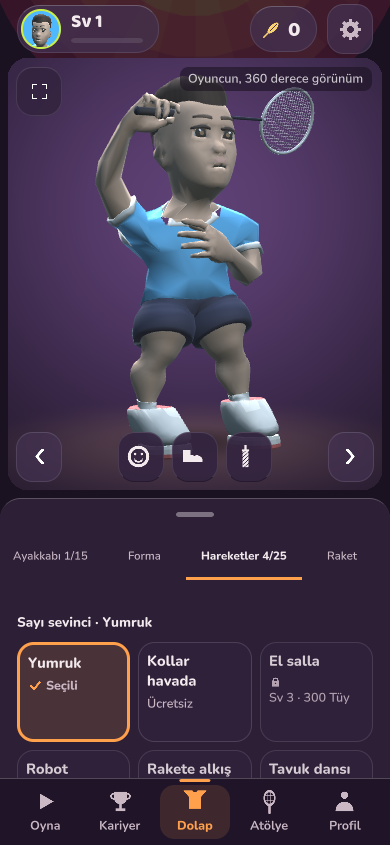 Sv 1
0
Oyuncun, 360 derece görünüm
Ayakkabı 1/15
Forma
Hareketler 4/25
Raket
Sayı sevinci · Yumruk
Yumruk
Seçili
Kollar
havada
Ücretsiz
El salla
Sv 3 · 300 Tüy
Robot
Rakete alkış
Tavuk dansı
Oyna
Kariyer
Dolap
Atölye
Profil